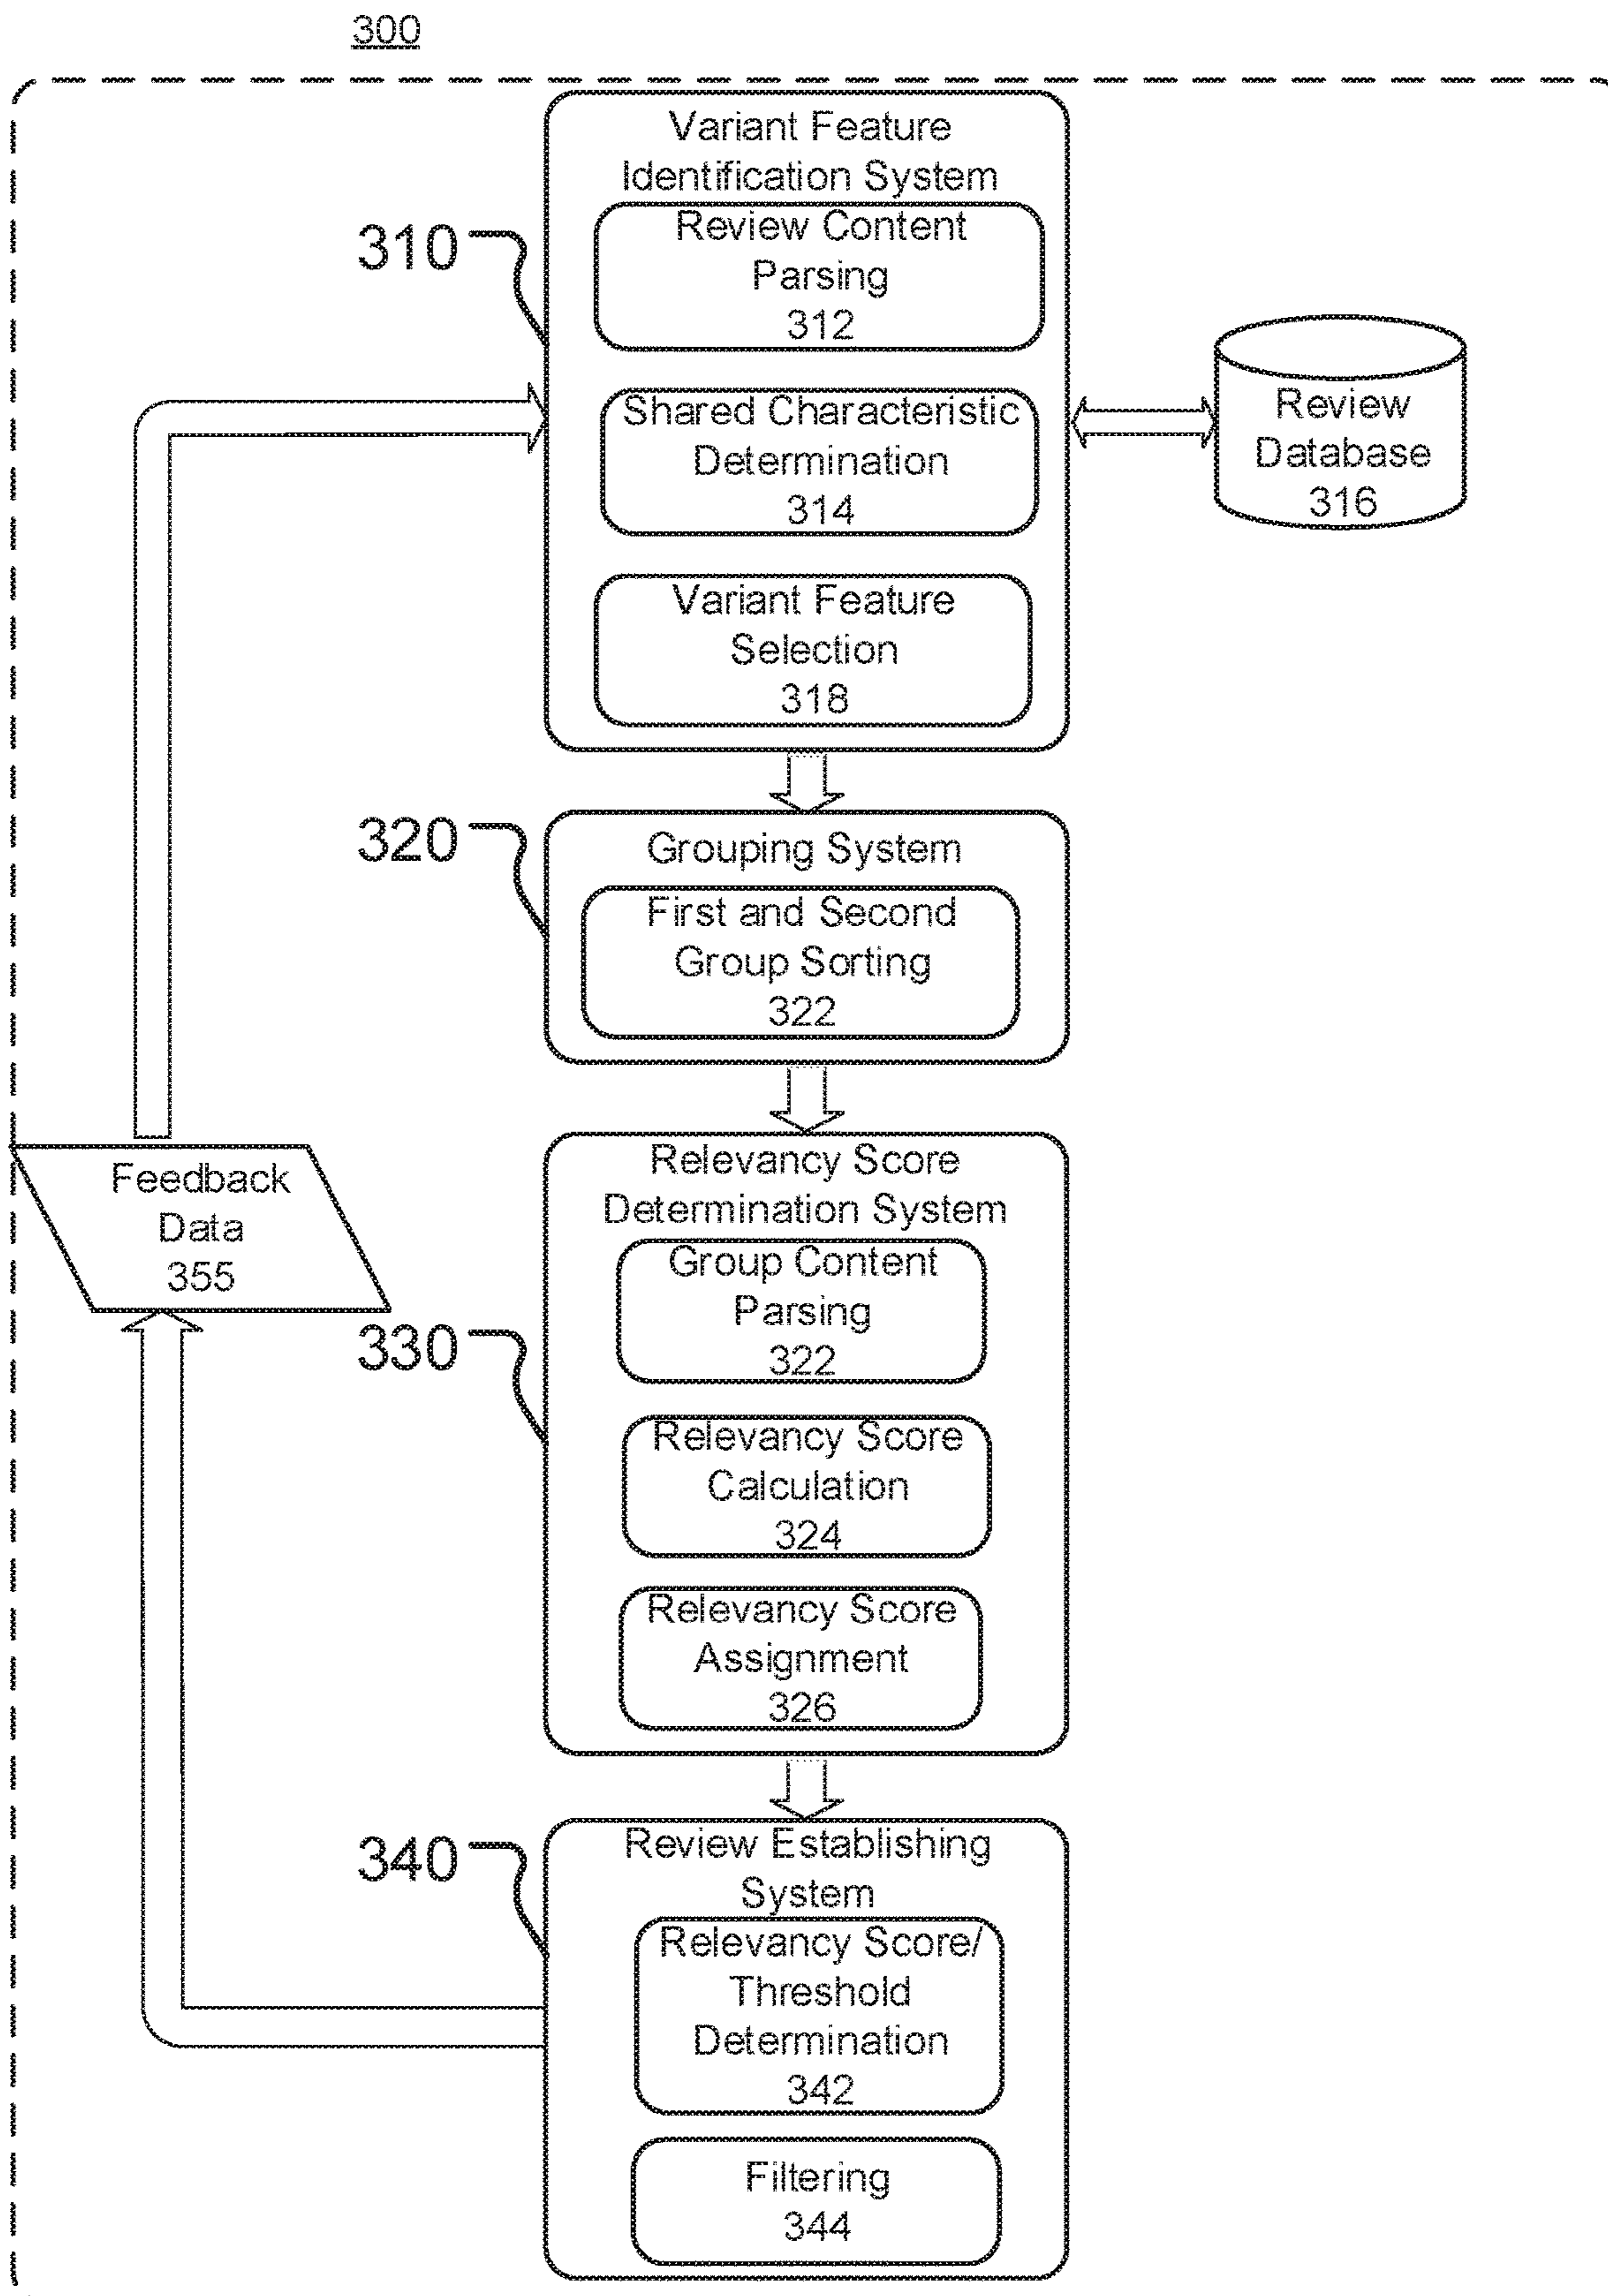 300
Variant Feature
Identification System
310
Review Content
Parsing
312
Shared Characteristic
Determination
314
Review
Database
316
Variant Feature
Selection
318
320
Grouping System
First and Second
Group Sorting
322
Feedback
Data
355
330
Relevancy Score
Determination System
Group Content
Parsing
322
Relevancy Score
Calculation
324
Relevancy Score
Assignment
326
340
Review Establishing
System
Relevancy Score/
Threshold
Determination
342
Filtering
344